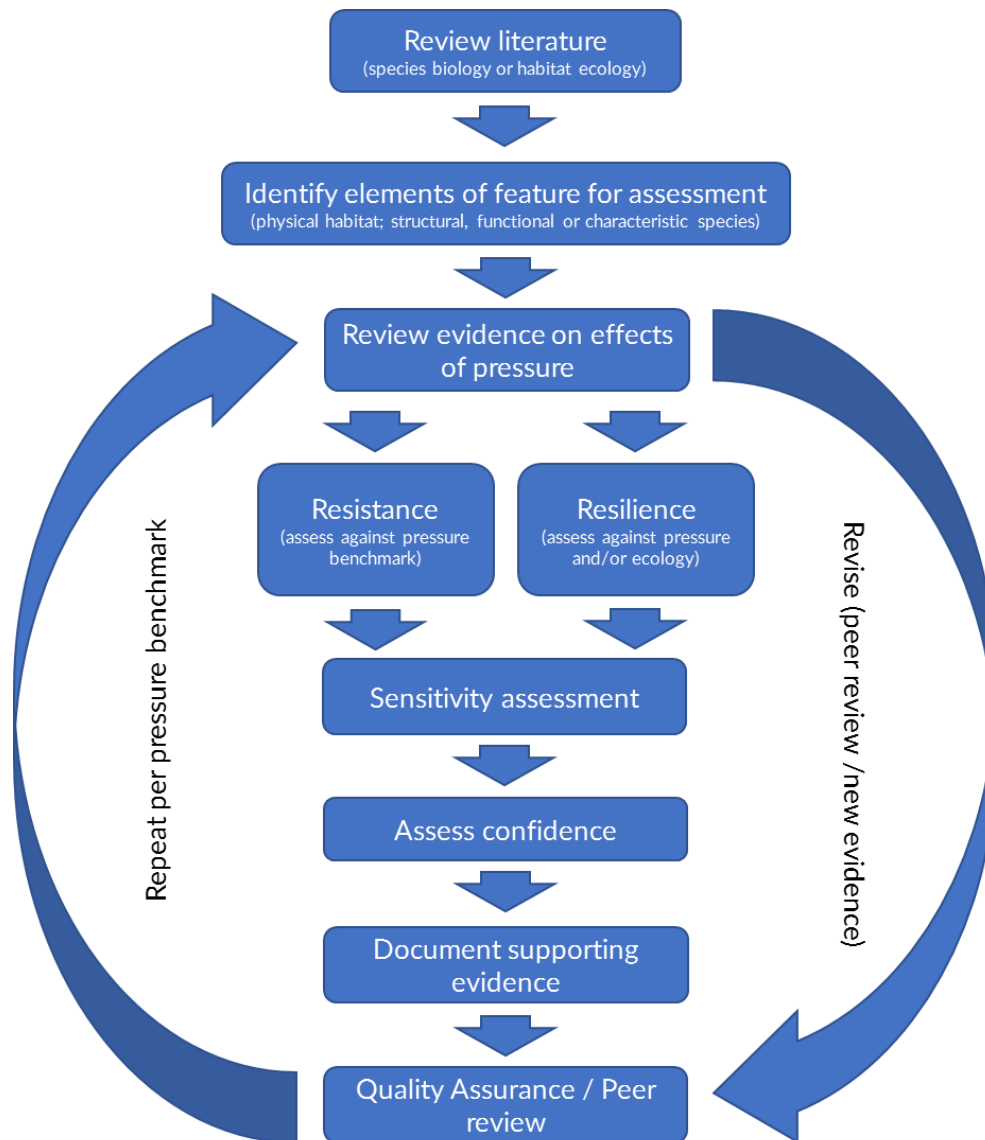 Review literature
(species biology or habitat ecology)
Identify elements of feature for assessment
(physical habitat; structural, functional or characteristic species)
Review evidence on effects
of pressure
Resistance
(assess against pressure
benchmark)
Resilience
(assess against pressure
and/or ecology)
Repeat per pressure benchmark
Revise (peer review /new evidence)
Sensitivity assessment
Assess confidence
Document supporting
evidence
Quality Assurance / Peer
review